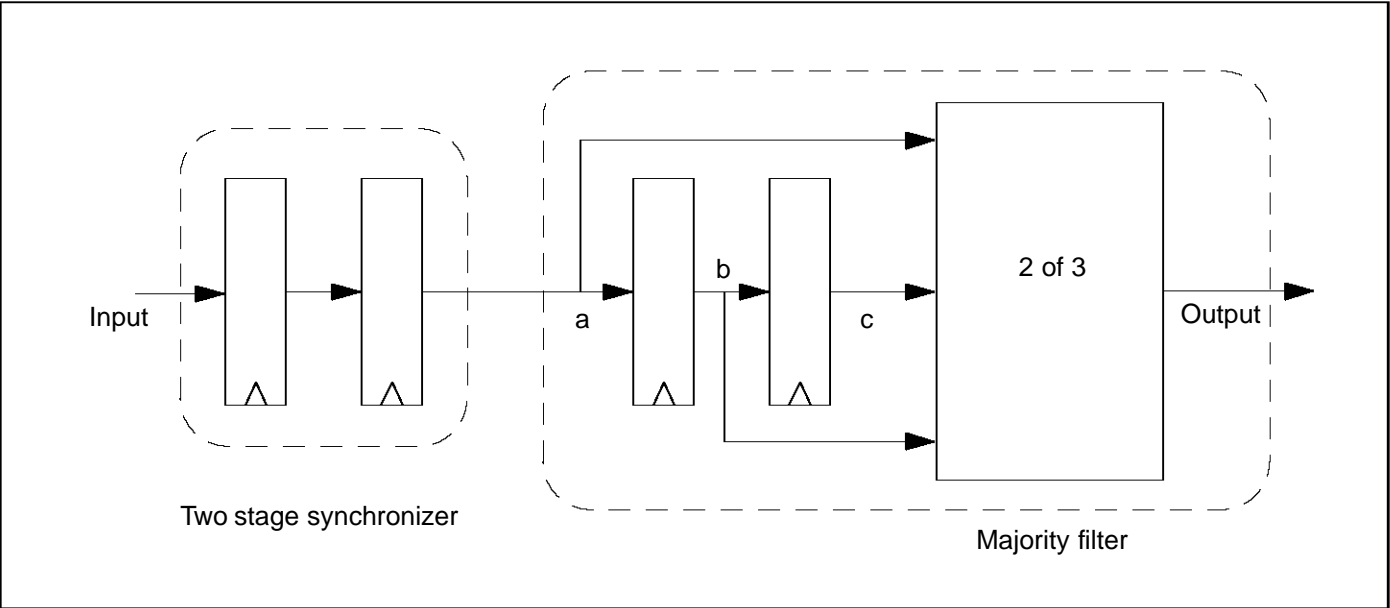 b
2 of 3
Input
a
c
Output
Two stage synchronizer
Majority filter